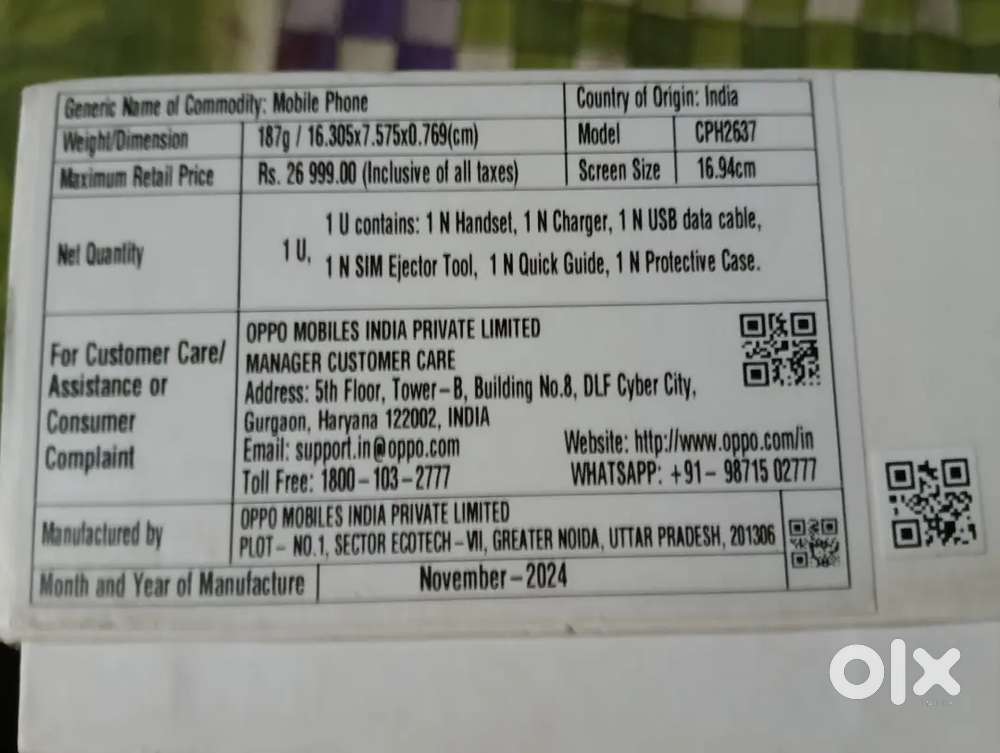 Generic Name of Commodity: Mobile Phone
Country of Origin: India
Weight/Dimension
187g / 16.305x7.575x0.769(cm)
Model
CPH2637
Maximum Retail Price
Rs. 26 999.00 (Inclusive of all taxes)
Screen Size
16.94cm
Net Quantity
1 U,
1 U contains: 1 N Handset, 1 N Charger, 1 N USB data cable,
1 N SIM Ejector Tool, 1 N Quick Guide, 1 N Protective Case.
For Customer Care/
Assistance or
Consumer
Complaint
OPPO MOBILES INDIA PRIVATE LIMITED
MANAGER CUSTOMER CARE
Address: 5th Floor, Tower-B, Building No.8, DLF Cyber City,
Gurgaon, Haryana 122002, INDIA
Email: support.in@oppo.com
Website: http://www.oppo.com/in
Toll Free: 1800-103-2777
WHATSAPP: +91- 98715 02777
Manufactured by
OPPO MOBILES INDIA PRIVATE LIMITED
PLOT- NO.1, SECTOR ECOTECH-VII, GREATER NOIDA, UTTAR PRADESH, 201306
Month and Year of Manufacture
November-2024
olx